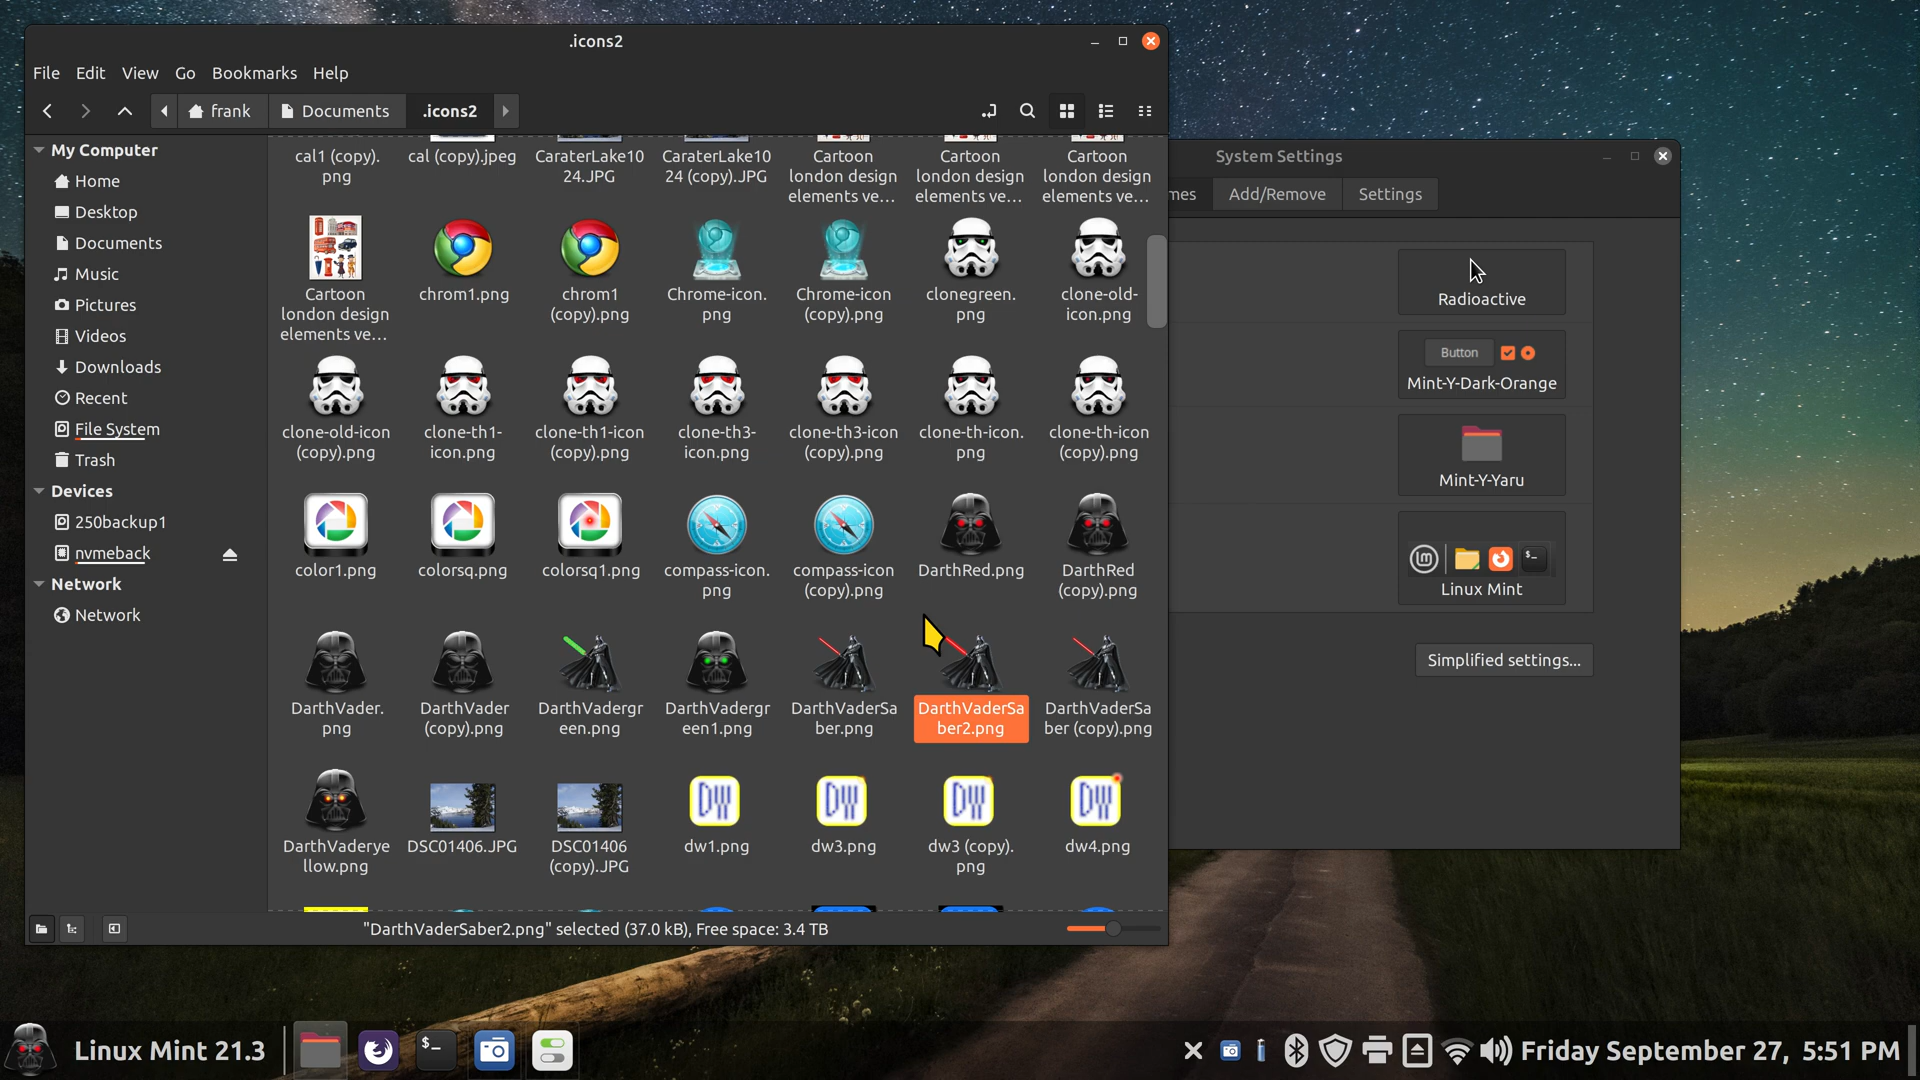 .icons2
File Edit View Go Bookmarks Help
frank Documents .icons2
My Computer
Home
Desktop
Documents
Music
Pictures
Videos
Downloads
Recent
File System
Trash
Devices
250backup1
nvmeback
Network
Network
cal1 (copy).
png
cal (copy).jpeg
CaraterLake10
24.JPG
CaraterLake10
24 (copy).JPG
Cartoon
london design
elements ve...
Cartoon
london design
elements ve...
Cartoon
london design
elements ve...
Cartoon
london design
elements ve...
chrom1.png
chrom1
(copy).png
Chrome-icon.
png
Chrome-icon
(copy).png
clonegreen.
png
clone-old-
icon.png
clone-old-icon
(copy).png
clone-th1-
icon.png
clone-th1-icon
(copy).png
clone-th3-
icon.png
clone-th3-icon
(copy).png
clone-th-icon.
png
clone-th-icon
(copy).png
color1.png
colorsq.png
colorsq1.png
compass-icon.
png
compass-icon
(copy).png
DarthRed.png
DarthRed
(copy).png
DarthVader.
png
DarthVader
(copy).png
DarthVadergr
een.png
DarthVadergr
een1.png
DarthVaderSa
ber.png
DarthVaderSa
ber2.png
DarthVaderSa
ber (copy).png
DarthVaderye
llow.png
DSC01406.JPG
DSC01406
(copy).JPG
DW
dw1.png
DW
dw3.png
DW
dw3 (copy).
png
DW
dw4.png
"DarthVaderSaber2.png" selected (37.0 kB), Free space: 3.4 TB
System Settings
mes Add/Remove Settings
Radioactive
Button
Mint-Y-Dark-Orange
Mint-Y-Yaru
lm $_
Linux Mint
Simplified settings...
Linux Mint 21.3
$_
Friday September 27, 5:51 PM